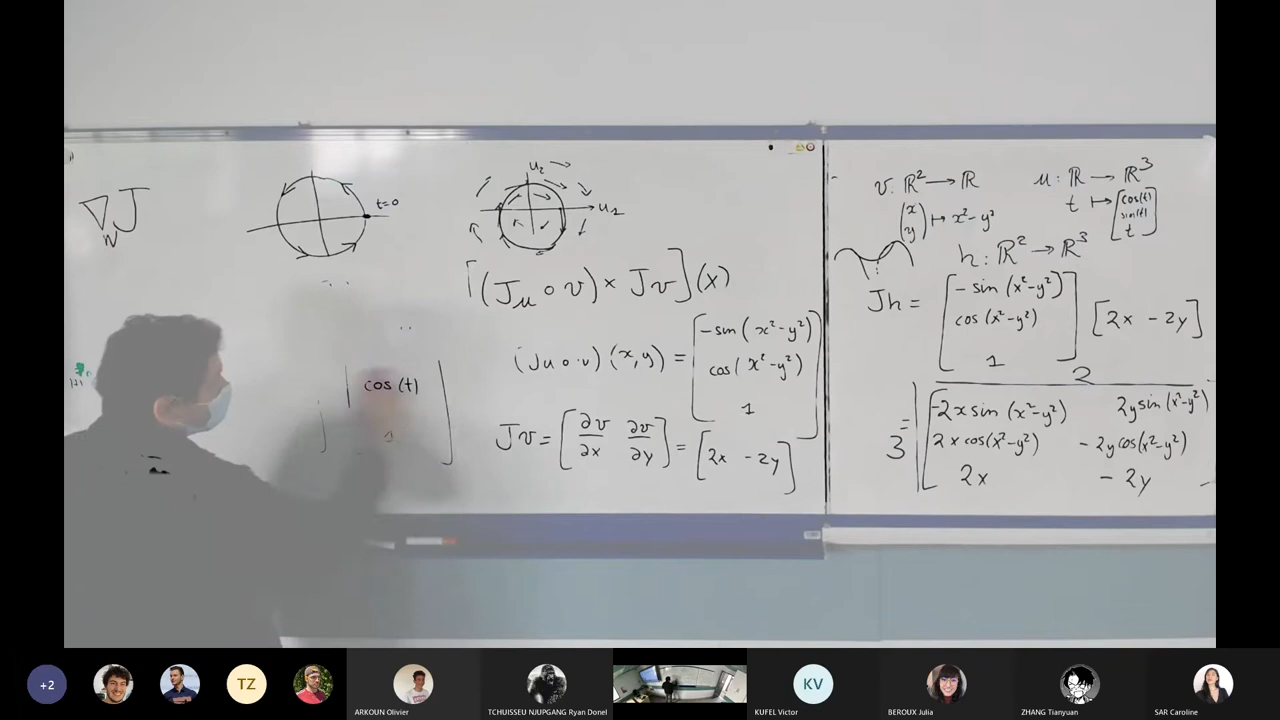 ∇_N J
t=0
u₂ →
→ u₁
[(J_u ∘ v) × Jv](x)
cos(t)
1
(Ju∘v)(x,y) = [-sin(x²-y²)
cos(x²-y²)
1]
Jv = [∂v/∂x ∂v/∂y] = [2x -2y]
v: ℝ² → ℝ
(x
y) ↦ x²-y²
u: ℝ → ℝ³
t ↦ [cos(t)
sin(t)
t]
h: ℝ² → ℝ³
Jh = [-sin(x²-y²)
cos(x²-y²)
1] [2x -2y]
2
= [-2x sin(x²-y²) 2y sin(x²-y²)
3
2x cos(x²-y²) -2y cos(x²-y²)
2x -2y
+2
TZ
ARKOUN Olivier
TCHUISSEU NJUPGANG Ryan Donel
KV
KUFEL Victor
BEROUX Julia
ZHANG Tianyuan
SAR Caroline